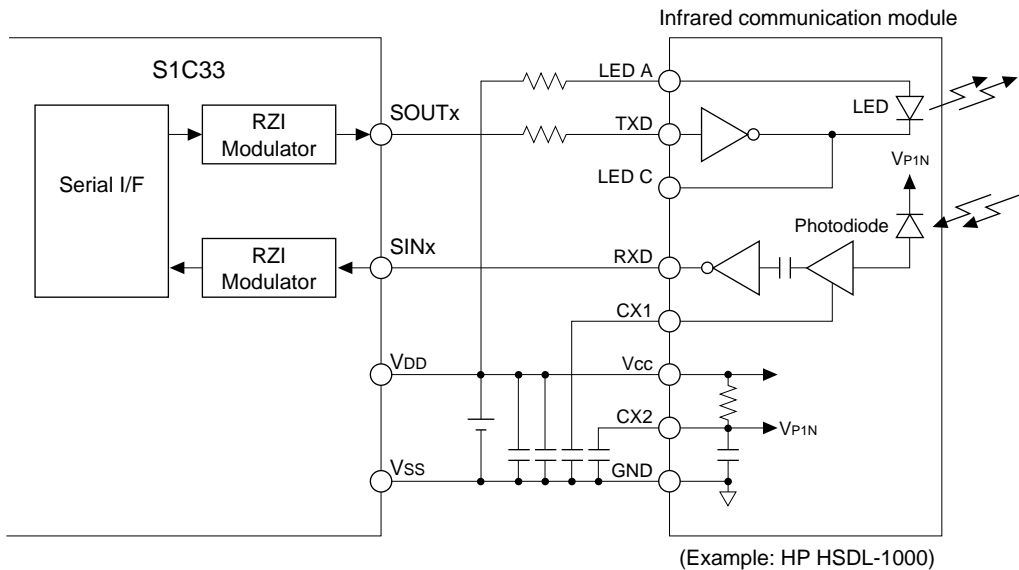 Infrared communication module
S1C33
Serial I/F
RZI
Modulator
SOUTx
RZI
Modulator
SINx
VDD
VSS
LED A
TXD
LED C
RXD
CX1
Vcc
CX2
GND
LED
VP1N
Photodiode
VP1N
(Example: HP HSDL-1000)